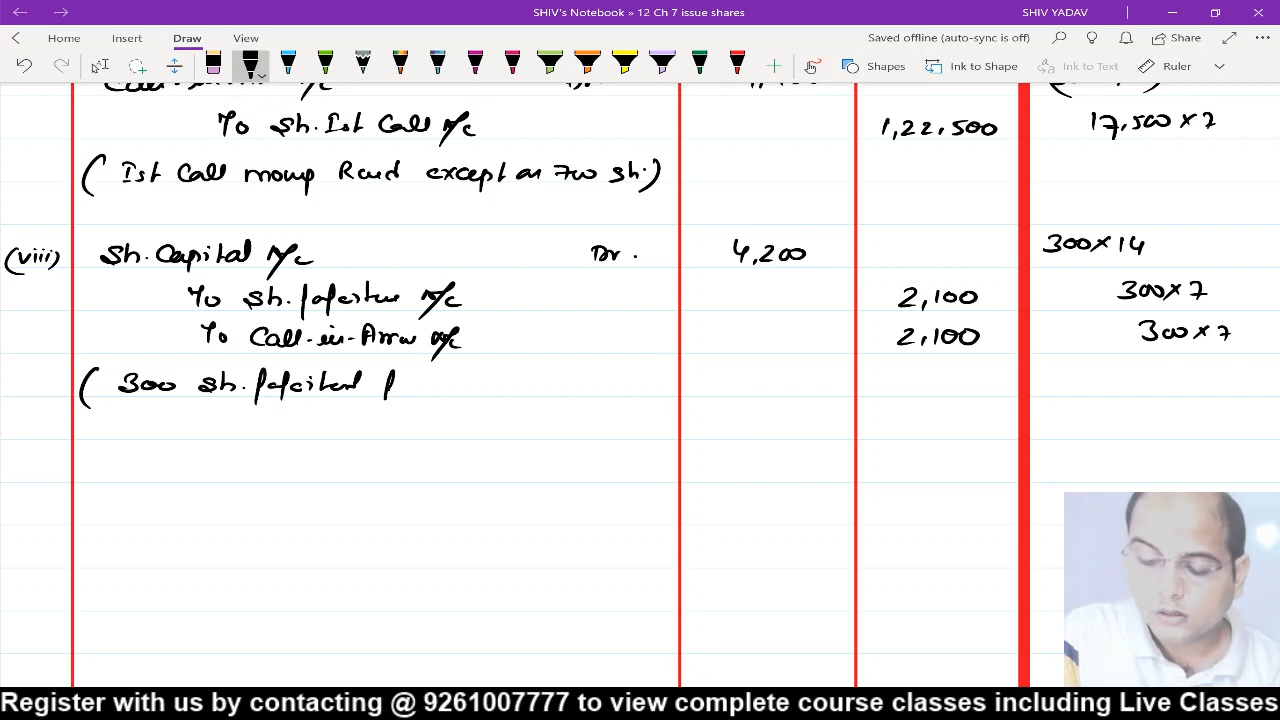 SHIV's Notebook » 12 Ch 7 issue shares
SHIV YADAV
Home Insert Draw View
Saved offline (auto-sync is off)
Share
Shapes
Ink to Shape
Ink to Text
Ruler
To Sh. Ist Call A/c 1,22,500 17,500 × 7
( Ist Call money Recvd except on 700 Sh.)
(viii) Sh. Capital A/c Dr. 4,200 300 × 14
To Sh. forfeiture A/c 2,100 300 × 7
To Call-in-Arrear A/c 2,100 300 × 7
( 300 Sh. forfeited f
Register with us by contacting @ 9261007777 to view complete course classes including Live Classes